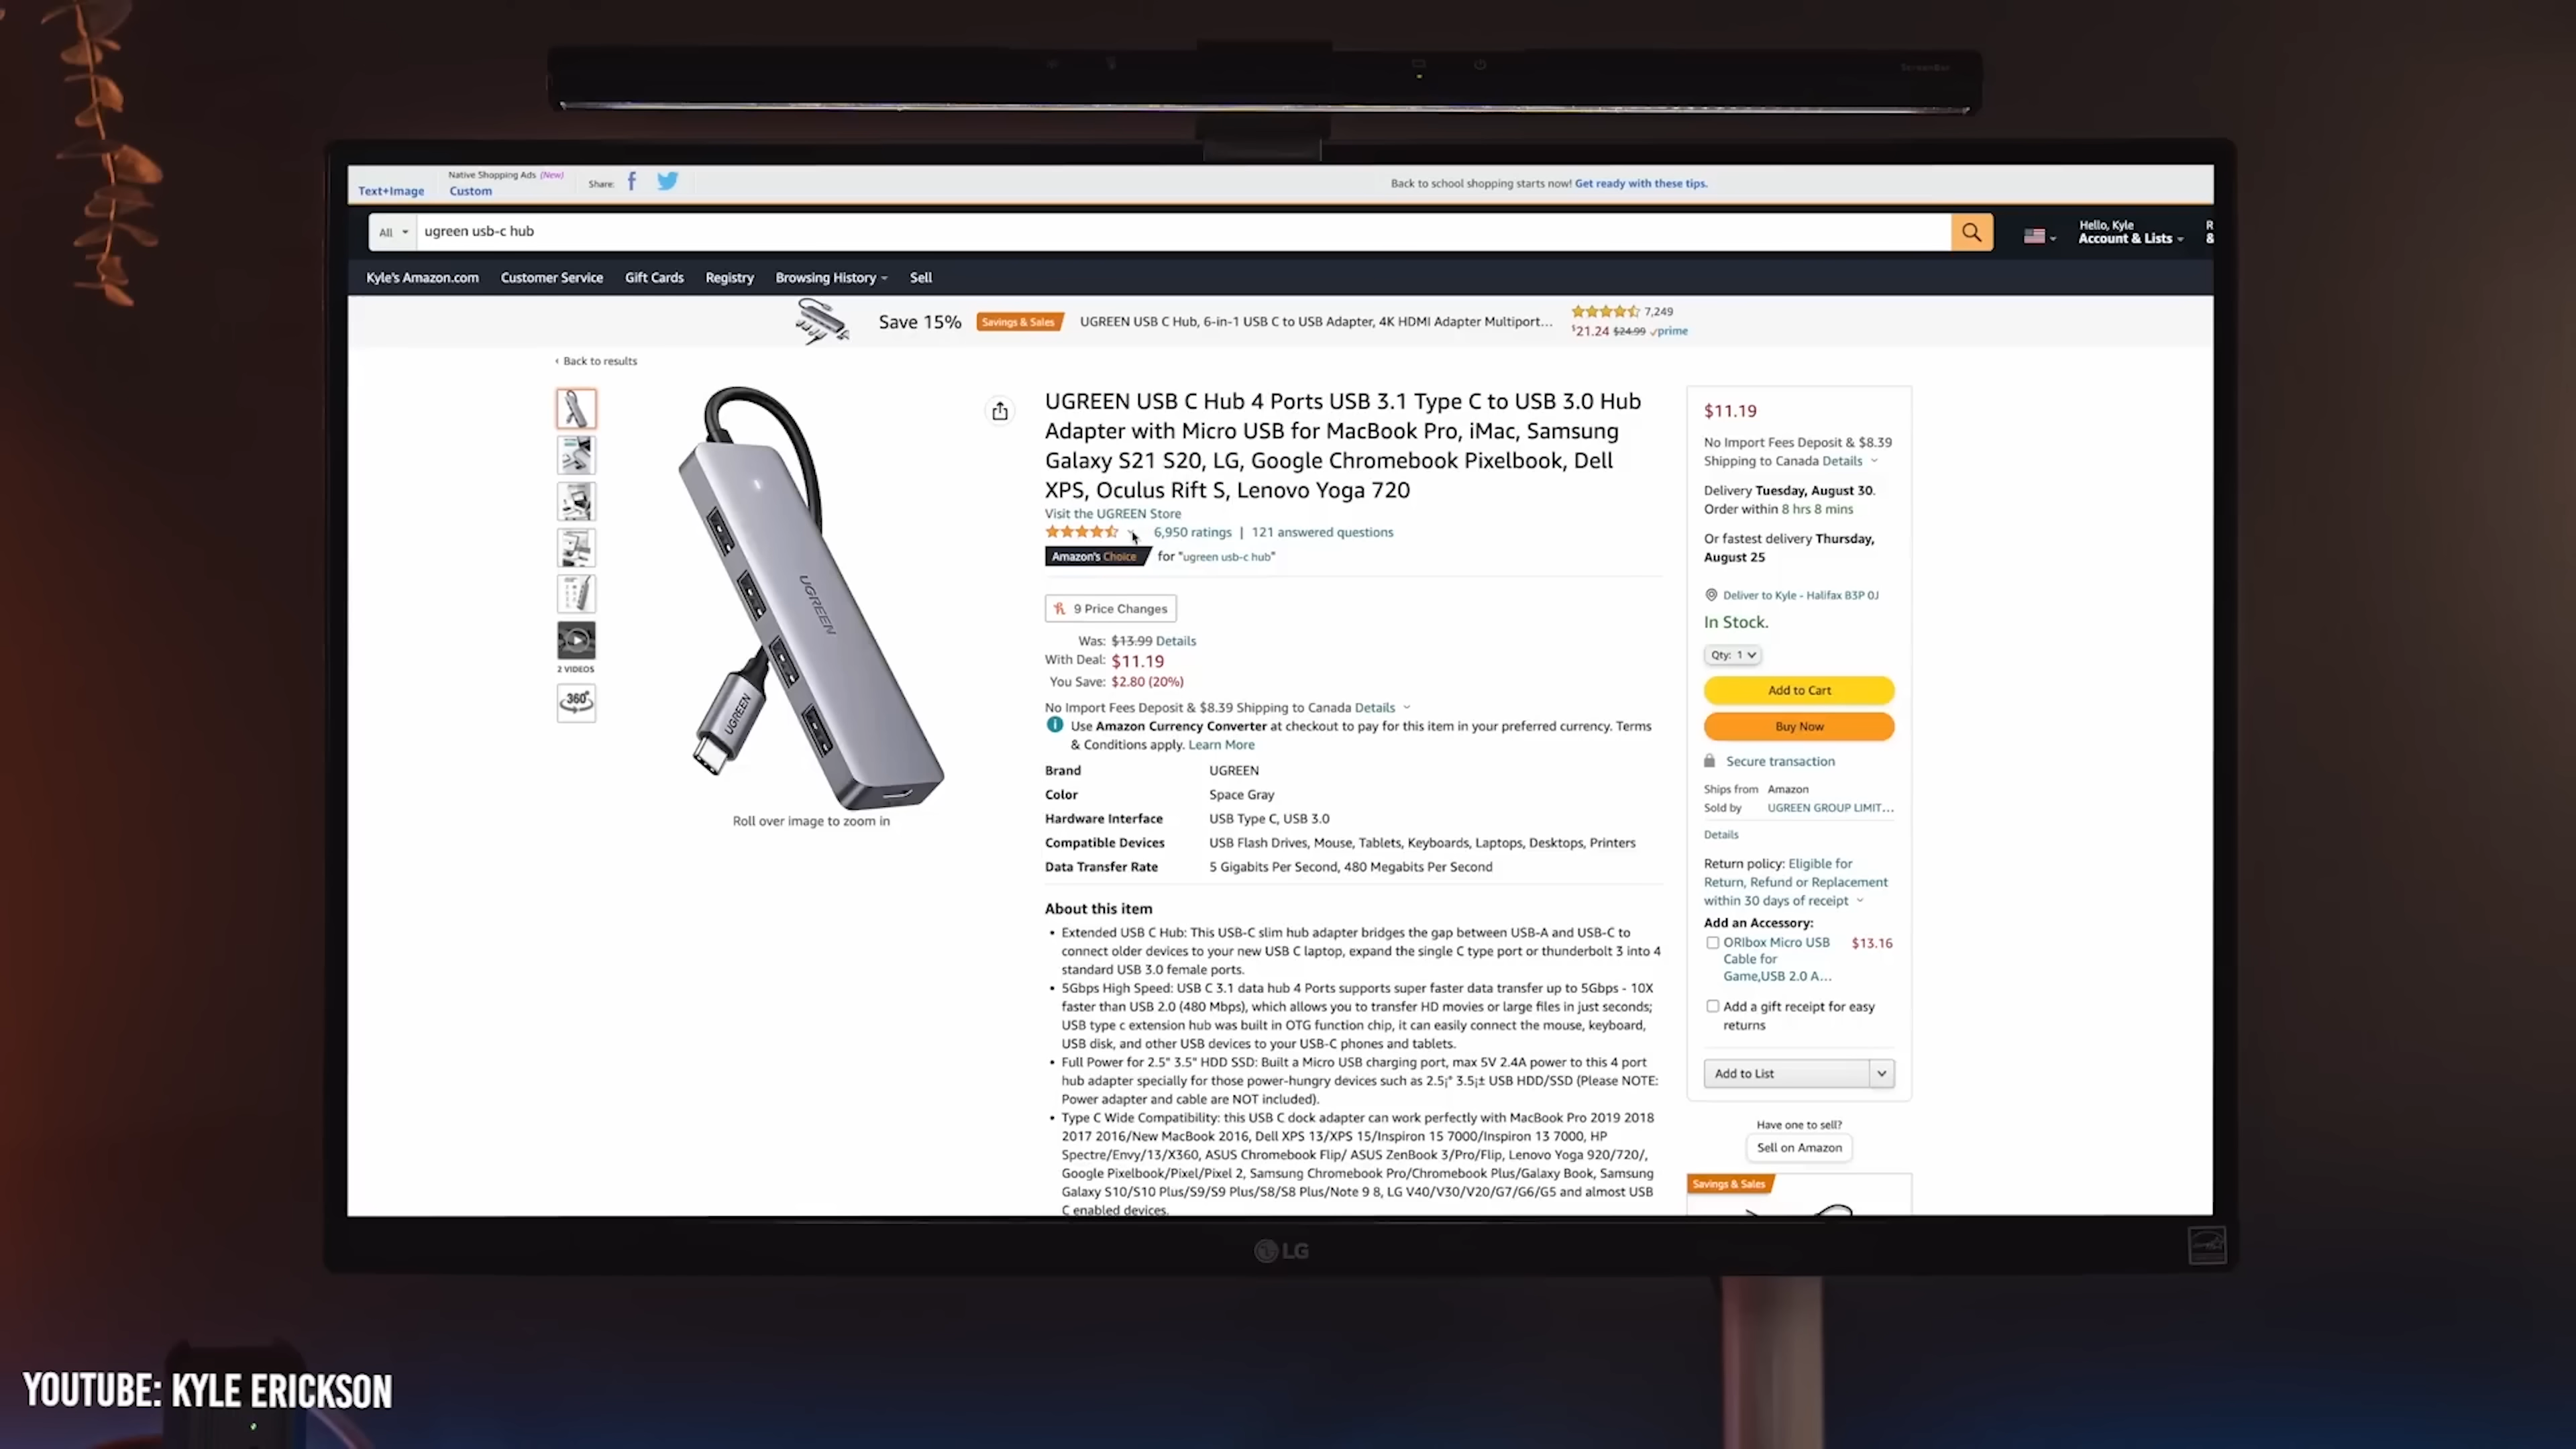 ScreenBar
Text+Image
Native Shopping Ads (New)
Custom
Share:
Back to school shopping starts now! Get ready with these tips.
All
ugreen usb-c hub
Hello, Kyle
Account & Lists
R
&
Kyle's Amazon.com
Customer Service
Gift Cards
Registry
Browsing History
Sell
Save 15%
Savings & Sales
UGREEN USB C Hub, 6-in-1 USB C to USB Adapter, 4K HDMI Adapter Multiport...
7,249
$21.24 $24.99 prime
‹ Back to results
2 VIDEOS
360°
UGREEN
UGREEN
Roll over image to zoom in
UGREEN USB C Hub 4 Ports USB 3.1 Type C to USB 3.0 Hub
Adapter with Micro USB for MacBook Pro, iMac, Samsung
Galaxy S21 S20, LG, Google Chromebook Pixelbook, Dell
XPS, Oculus Rift S, Lenovo Yoga 720
Visit the UGREEN Store
6,950 ratings | 121 answered questions
Amazon's Choice for "ugreen usb-c hub"
9 Price Changes
Was: $13.99 Details
With Deal: $11.19
You Save: $2.80 (20%)
No Import Fees Deposit & $8.39 Shipping to Canada Details
Use Amazon Currency Converter at checkout to pay for this item in your preferred currency. Terms
& Conditions apply. Learn More
Brand UGREEN
Color Space Gray
Hardware Interface USB Type C, USB 3.0
Compatible Devices USB Flash Drives, Mouse, Tablets, Keyboards, Laptops, Desktops, Printers
Data Transfer Rate 5 Gigabits Per Second, 480 Megabits Per Second
About this item
• Extended USB C Hub: This USB-C slim hub adapter bridges the gap between USB-A and USB-C to
connect older devices to your new USB C laptop, expand the single C type port or thunderbolt 3 into 4
standard USB 3.0 female ports.
• 5Gbps High Speed: USB C 3.1 data hub 4 Ports supports super faster data transfer up to 5Gbps - 10X
faster than USB 2.0 (480 Mbps), which allows you to transfer HD movies or large files in just seconds;
USB type c extension hub was built in OTG function chip, it can easily connect the mouse, keyboard,
USB disk, and other USB devices to your USB-C phones and tablets.
• Full Power for 2.5" 3.5" HDD SSD: Built a Micro USB charging port, max 5V 2.4A power to this 4 port
hub adapter specially for those power-hungry devices such as 2.5¡° 3.5¡± USB HDD/SSD (Please NOTE:
Power adapter and cable are NOT included).
• Type C Wide Compatibility: this USB C dock adapter can work perfectly with MacBook Pro 2019 2018
2017 2016/New MacBook 2016, Dell XPS 13/XPS 15/Inspiron 15 7000/Inspiron 13 7000, HP
Spectre/Envy/13/X360, ASUS Chromebook Flip/ ASUS ZenBook 3/Pro/Flip, Lenovo Yoga 920/720/,
Google Pixelbook/Pixel/Pixel 2, Samsung Chromebook Pro/Chromebook Plus/Galaxy Book, Samsung
Galaxy S10/S10 Plus/S9/S9 Plus/S8/S8 Plus/Note 9 8, LG V40/V30/V20/G7/G6/G5 and almost USB
C enabled devices.
$11.19
No Import Fees Deposit & $8.39
Shipping to Canada Details
Delivery Tuesday, August 30.
Order within 8 hrs 8 mins
Or fastest delivery Thursday,
August 25
Deliver to Kyle - Halifax B3P 0J
In Stock.
Qty: 1
Add to Cart
Buy Now
Secure transaction
Ships from Amazon
Sold by UGREEN GROUP LIMIT...
Details
Return policy: Eligible for
Return, Refund or Replacement
within 30 days of receipt
Add an Accessory:
ORIbox Micro USB $13.16
Cable for
Game,USB 2.0 A...
Add a gift receipt for easy
returns
Add to List
Have one to sell?
Sell on Amazon
Savings & Sales
LG
YOUTUBE: KYLE ERICKSON